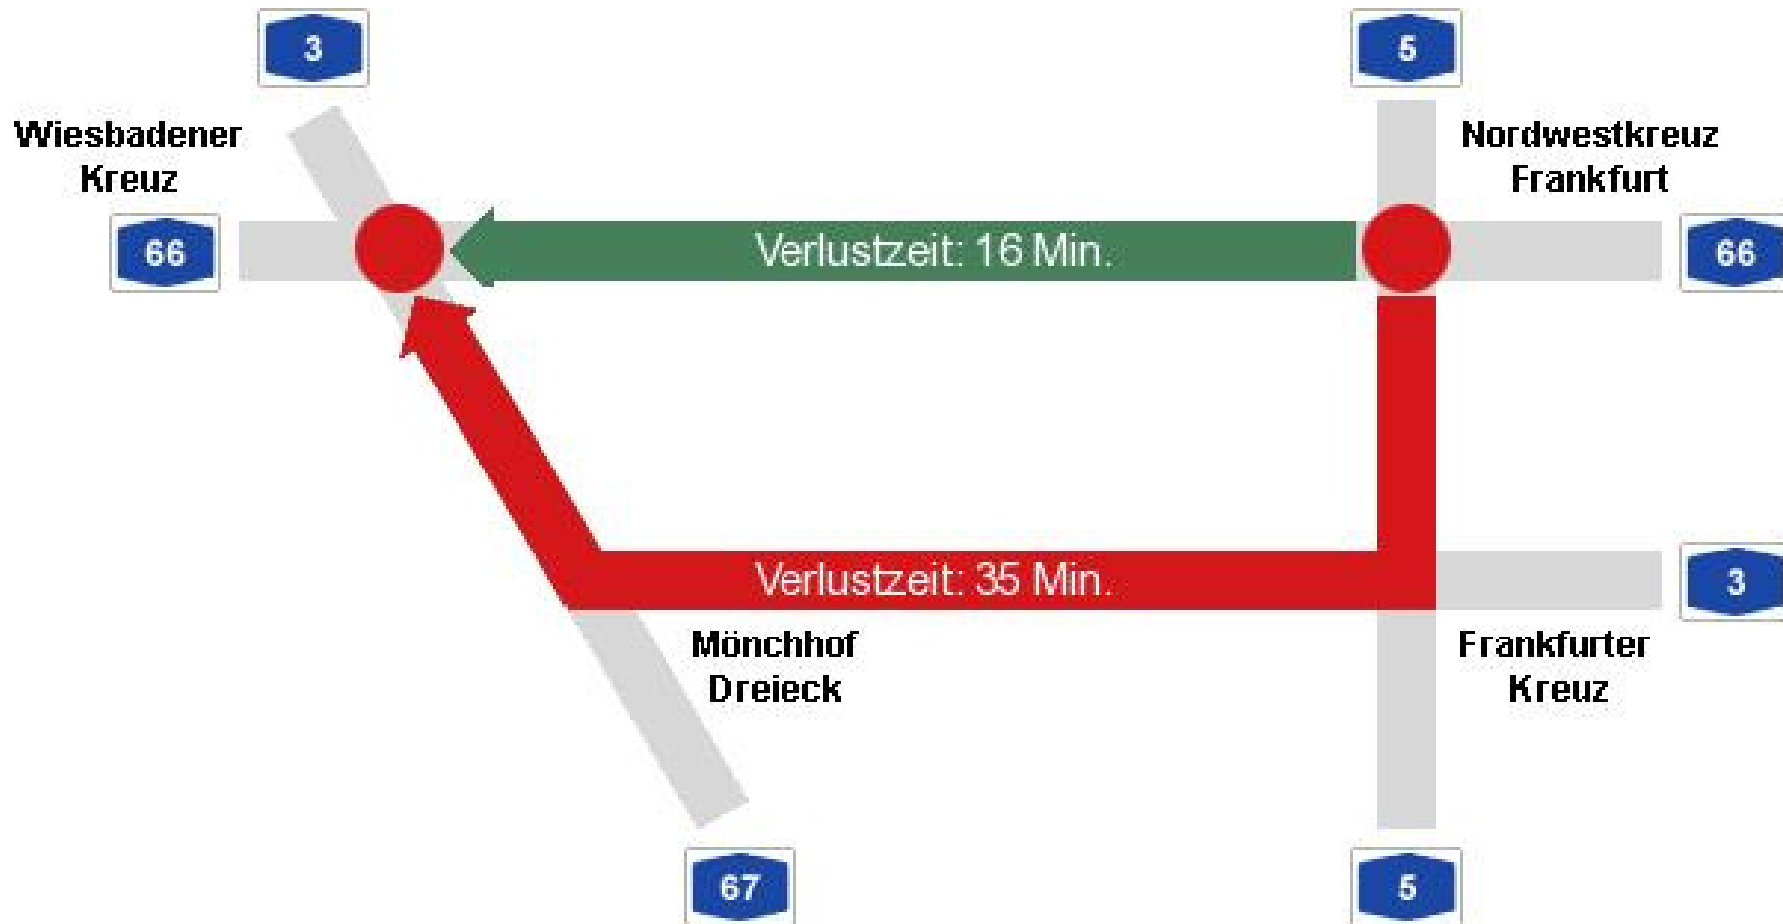 3
5
Wiesbadener
Kreuz
Nordwestkreuz
Frankfurt
66
Verlustzeit: 16 Min.
66
Verlustzeit: 35 Min.
3
Mönchhof
Dreieck
Frankfurter
Kreuz
67
5